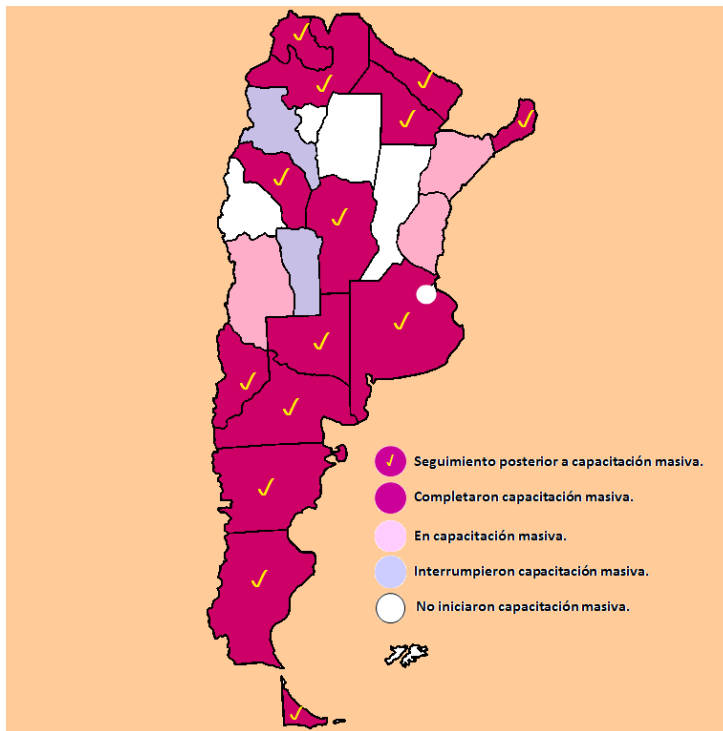 Seguimiento posterior a capacitación masiva.
Completaron capacitación masiva.
En capacitación masiva.
Interrumpieron capacitación masiva.
No iniciaron capacitación masiva.